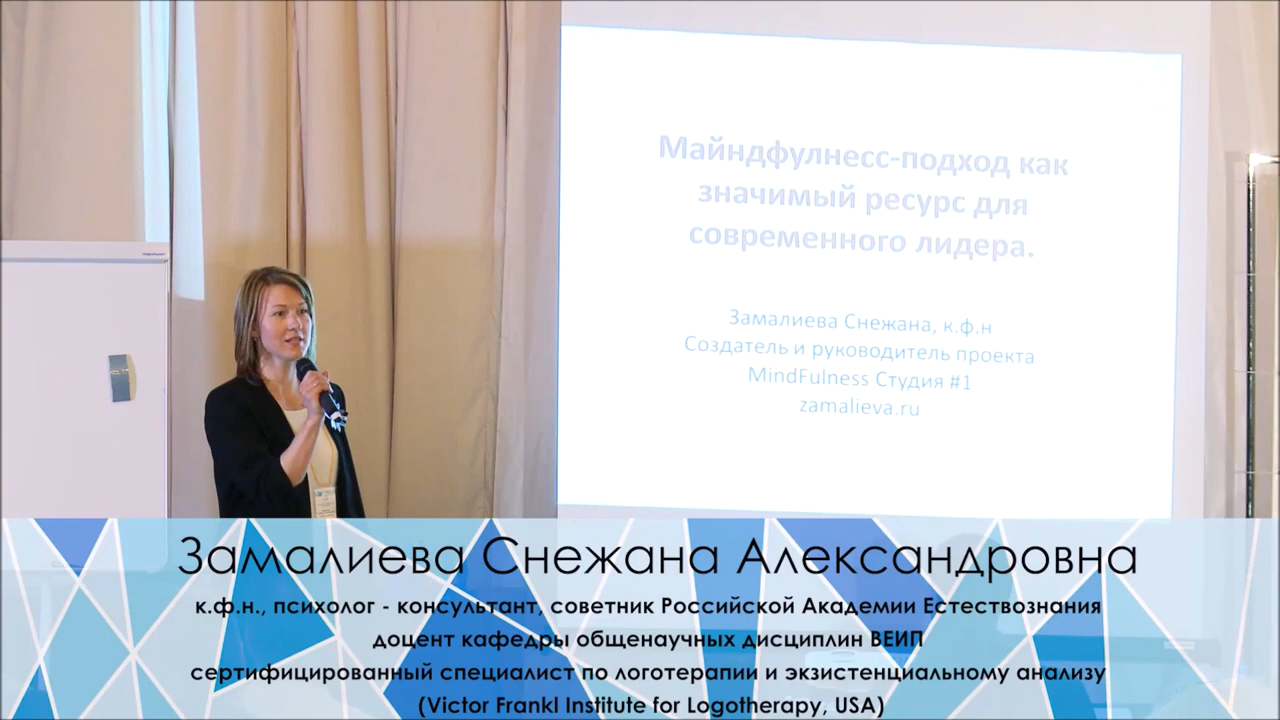 Майндфулнесс-подход как
значимый ресурс для
современного лидера.
Замалиева Снежана, к.ф.н
Создатель и руководитель проекта
MindFulness Студия #1
zamalieva.ru
Замалиева Снежана Александровна
к.ф.н., психолог - консультант, советник Российской Академии Естествознания
доцент кафедры общенаучных дисциплин ВЕИП
сертифицированный специалист по логотерапии и экзистенциальному анализу
(Victor Frankl Institute for Logotherapy, USA)